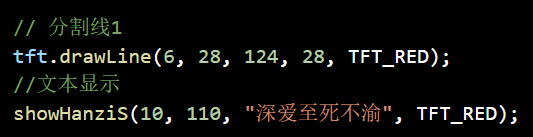 // 分割线1
tft.drawLine(6, 28, 124, 28, TFT_RED);
//文本显示
showHanziS(10, 110, "深爱至死不渝", TFT_RED);